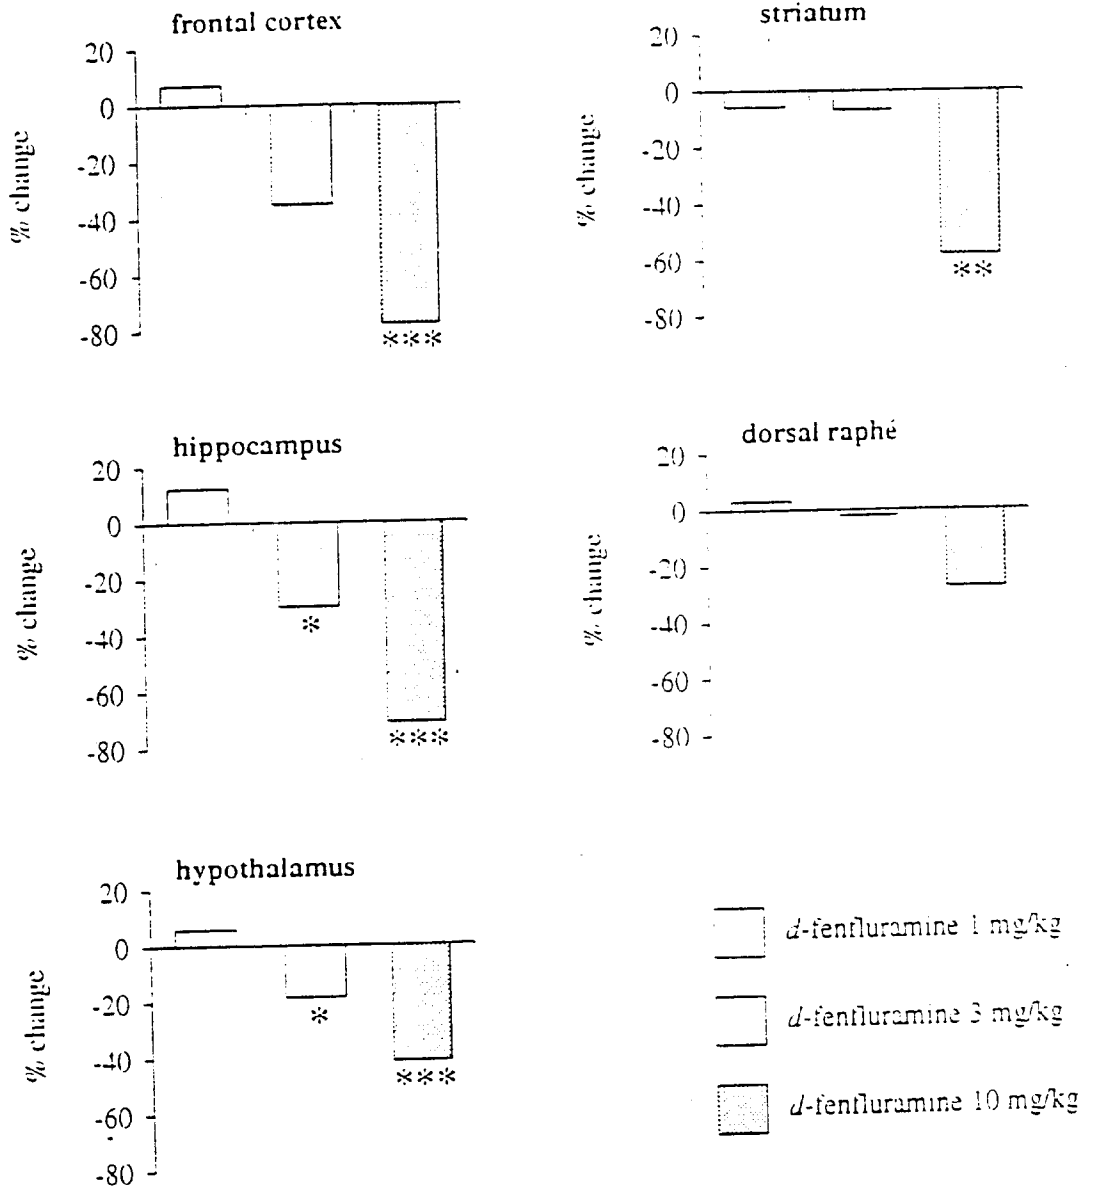 frontal cortex
20
0
-20
-40
-60
-80
% change
***
striatum
20
0
-20
-40
-60
-80
% change
**
hippocampus
20
0
-20
-40
-60
-80
% change
*
***
dorsal raphé
20
0
-20
-40
-60
-80
% change
hypothalamus
20
0
-20
-40
-60
-80
% change
*
***
d-fenfluramine 1 mg/kg
d-fenfluramine 3 mg/kg
d-fenfluramine 10 mg/kg